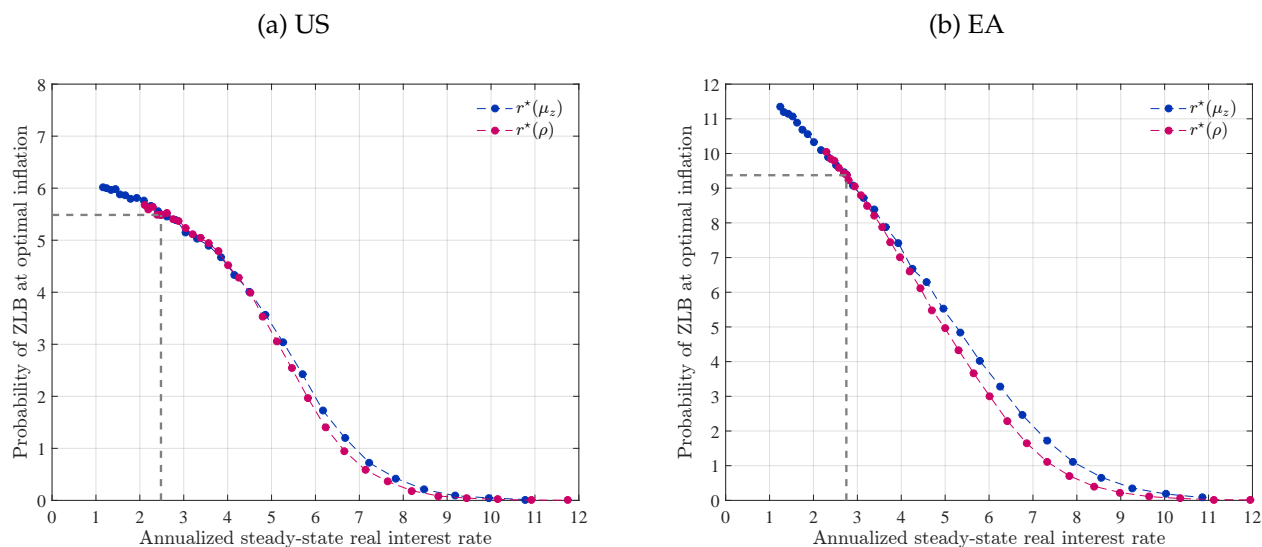 (a) US
(b) EA
Probability of ZLB at optimal inflation
8
7
6
5
4
3
2
1
0
r⋆(μz)
r⋆(ρ)
0 1 2 3 4 5 6 7 8 9 10 11 12
Annualized steady-state real interest rate
Probability of ZLB at optimal inflation
12
11
10
9
8
7
6
5
4
3
2
1
0
r⋆(μz)
r⋆(ρ)
0 1 2 3 4 5 6 7 8 9 10 11 12
Annualized steady-state real interest rate